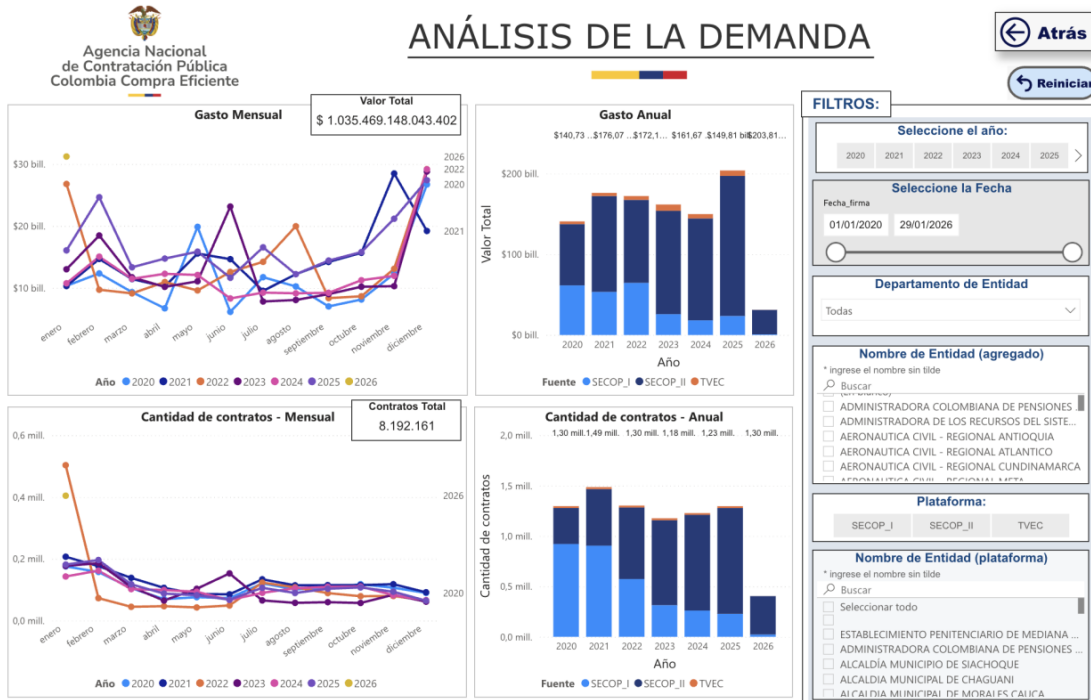 Agencia Nacional
de Contratación Pública
Colombia Compra Eficiente
ANÁLISIS DE LA DEMANDA
Atrás
Reiniciar
Gasto Mensual
Valor Total
$ 1.035.469.148.043.402
$30 bill.
$20 bill.
$10 bill.
2026
2022
2020
2021
enero
febrero
marzo
abril
mayo
junio
julio
agosto
septiembre
octubre
noviembre
diciembre
Año 2020 2021 2022 2023 2024 2025 2026
Gasto Anual
$140,73 ... $176,07 ... $172,1... $161,67 ... $149,81 bill. $203,81...
Valor Total
$200 bill.
$100 bill.
$0 bill.
2020 2021 2022 2023 2024 2025 2026
Año
Fuente SECOP_I SECOP_II TVEC
Cantidad de contratos - Mensual
Contratos Total
8.192.161
0,6 mill.
0,4 mill.
0,2 mill.
0,0 mill.
2026
2020
enero
febrero
marzo
abril
mayo
junio
julio
agosto
septiembre
octubre
noviembre
diciembre
Año 2020 2021 2022 2023 2024 2025 2026
Cantidad de contratos - Anual
1,30 mill. 1,49 mill. 1,30 mill. 1,18 mill. 1,23 mill. 1,30 mill.
Cantidad de contratos
2,0 mill.
1,5 mill.
1,0 mill.
0,5 mill.
0,0 mill.
2020 2021 2022 2023 2024 2025 2026
Año
Fuente SECOP_I SECOP_II TVEC
FILTROS:
Seleccione el año:
2020 2021 2022 2023 2024 2025
Seleccione la Fecha
Fecha_firma
01/01/2020 29/01/2026
Departamento de Entidad
Todas
Nombre de Entidad (agregado)
* ingrese el nombre sin tilde
Buscar
(En blanco)
ADMINISTRADORA COLOMBIANA DE PENSIONES ...
ADMINISTRADORA DE LOS RECURSOS DEL SISTE...
AERONAUTICA CIVIL - REGIONAL ANTIOQUIA
AERONAUTICA CIVIL - REGIONAL ATLANTICO
AERONAUTICA CIVIL - REGIONAL CUNDINAMARCA
AERONAUTICA CIVIL - REGIONAL META
Plataforma:
SECOP_I SECOP_II TVEC
Nombre de Entidad (plataforma)
* ingrese el nombre sin tilde
Buscar
Seleccionar todo
ESTABLECIMIENTO PENITENCIARIO DE MEDIANA ...
ADMINISTRADORA COLOMBIANA DE PENSIONES ...
ALCALDÍA MUNICIPIO DE SIACHOQUE
ALCALDIA MUNICIPAL DE CHAGUANI
ALCALDIA MUNICIPAL DE MORALES CAUCA